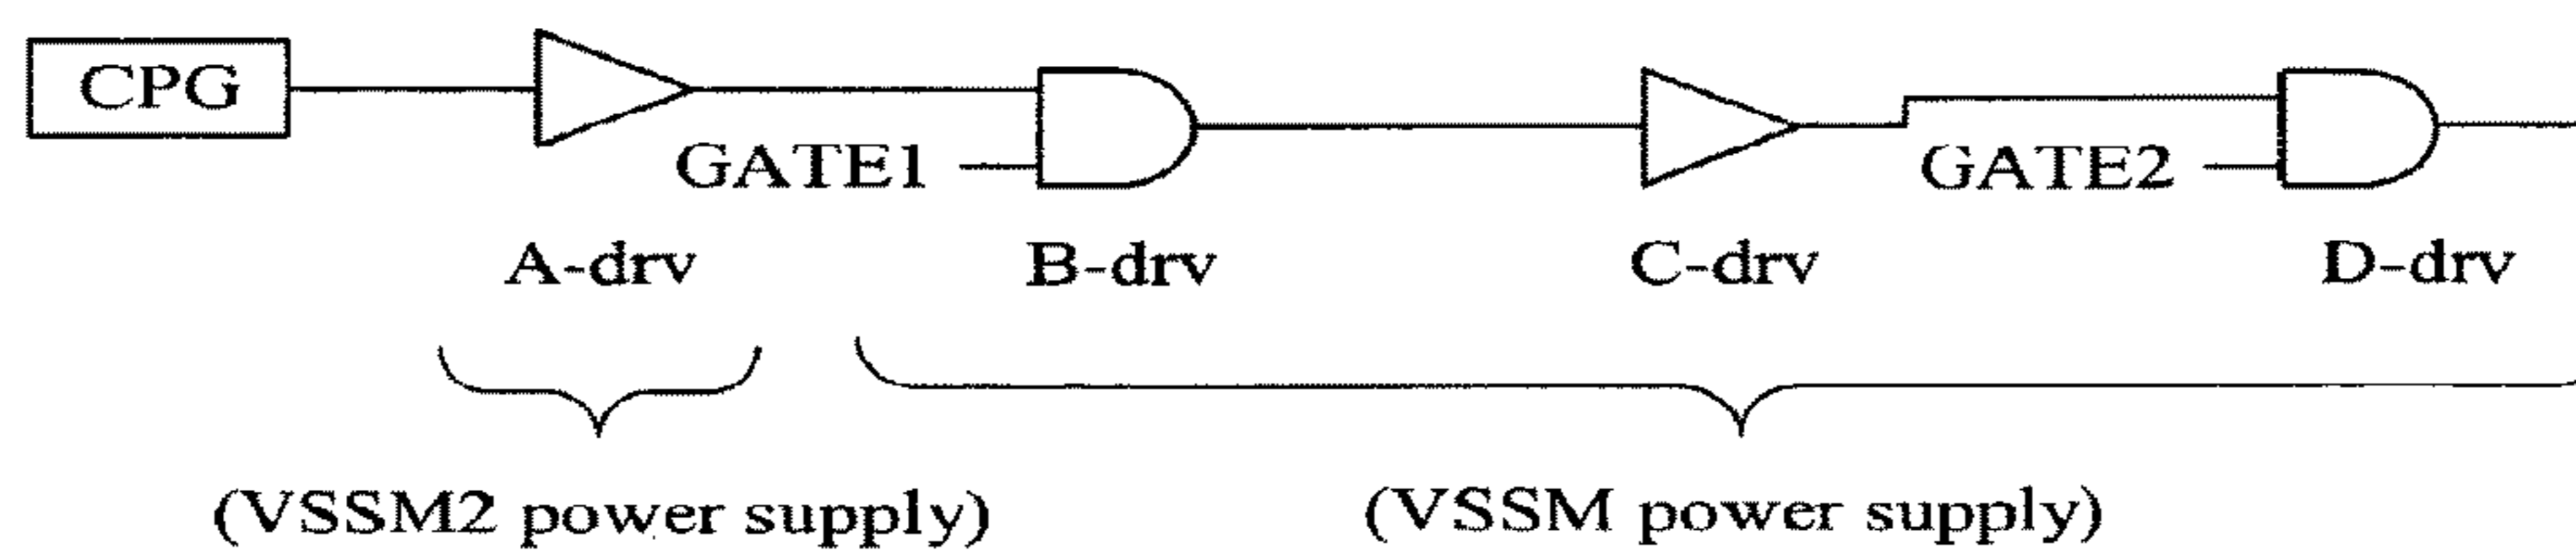 CPG
GATE1
GATE2
A-drv
B-drv
C-drv
D-drv
(VSSM2 power supply)
(VSSM power supply)